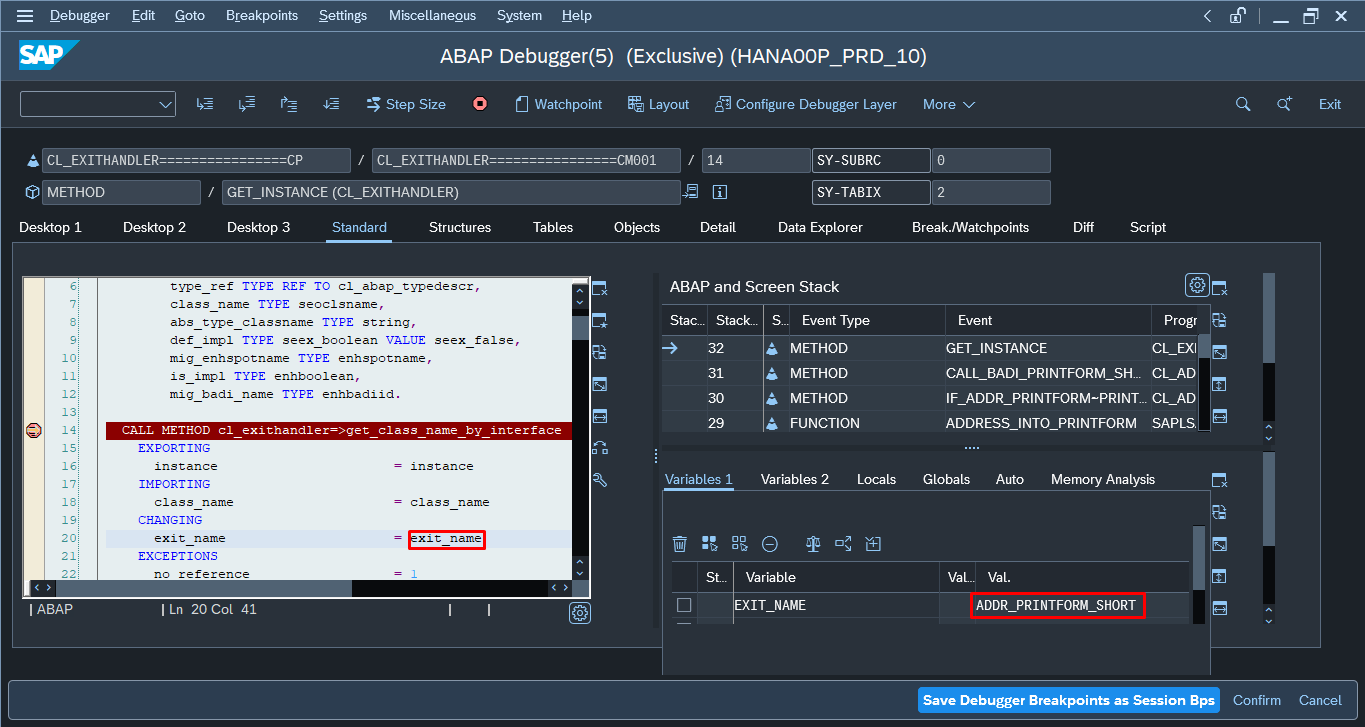 Debugger Edit Goto Breakpoints Settings Miscellaneous System Help
SAP
ABAP Debugger(5) (Exclusive) (HANA00P_PRD_10)
Step Size Watchpoint Layout Configure Debugger Layer More Exit
CL_EXITHANDLER================CP / CL_EXITHANDLER================CM001 / 14 SY-SUBRC 0
METHOD / GET_INSTANCE (CL_EXITHANDLER) SY-TABIX 2
Desktop 1 Desktop 2 Desktop 3 Standard Structures Tables Objects Detail Data Explorer Break./Watchpoints Diff Script
6 type_ref TYPE REF TO cl_abap_typedescr,
7 class_name TYPE seoclsname,
8 abs_type_classname TYPE string,
9 def_impl TYPE seex_boolean VALUE seex_false,
10 mig_enhspotname TYPE enhspotname,
11 is_impl TYPE enhboolean,
12 mig_badi_name TYPE enhbadiid.
13
14 CALL METHOD cl_exithandler=>get_class_name_by_interface
15 EXPORTING
16 instance = instance
17 IMPORTING
18 class_name = class_name
19 CHANGING
20 exit_name = exit_name
21 EXCEPTIONS
22 no_reference = 1
ABAP Ln 20 Col 41
ABAP and Screen Stack
Stac... Stack... S... Event Type Event Progr
32 METHOD GET_INSTANCE CL_EXI
31 METHOD CALL_BADI_PRINTFORM_SH... CL_AD
30 METHOD IF_ADDR_PRINTFORM~PRINT... CL_AD
29 FUNCTION ADDRESS_INTO_PRINTFORM SAPLS
Variables 1 Variables 2 Locals Globals Auto Memory Analysis
St... Variable Val... Val.
EXIT_NAME ADDR_PRINTFORM_SHORT
Save Debugger Breakpoints as Session Bps Confirm Cancel